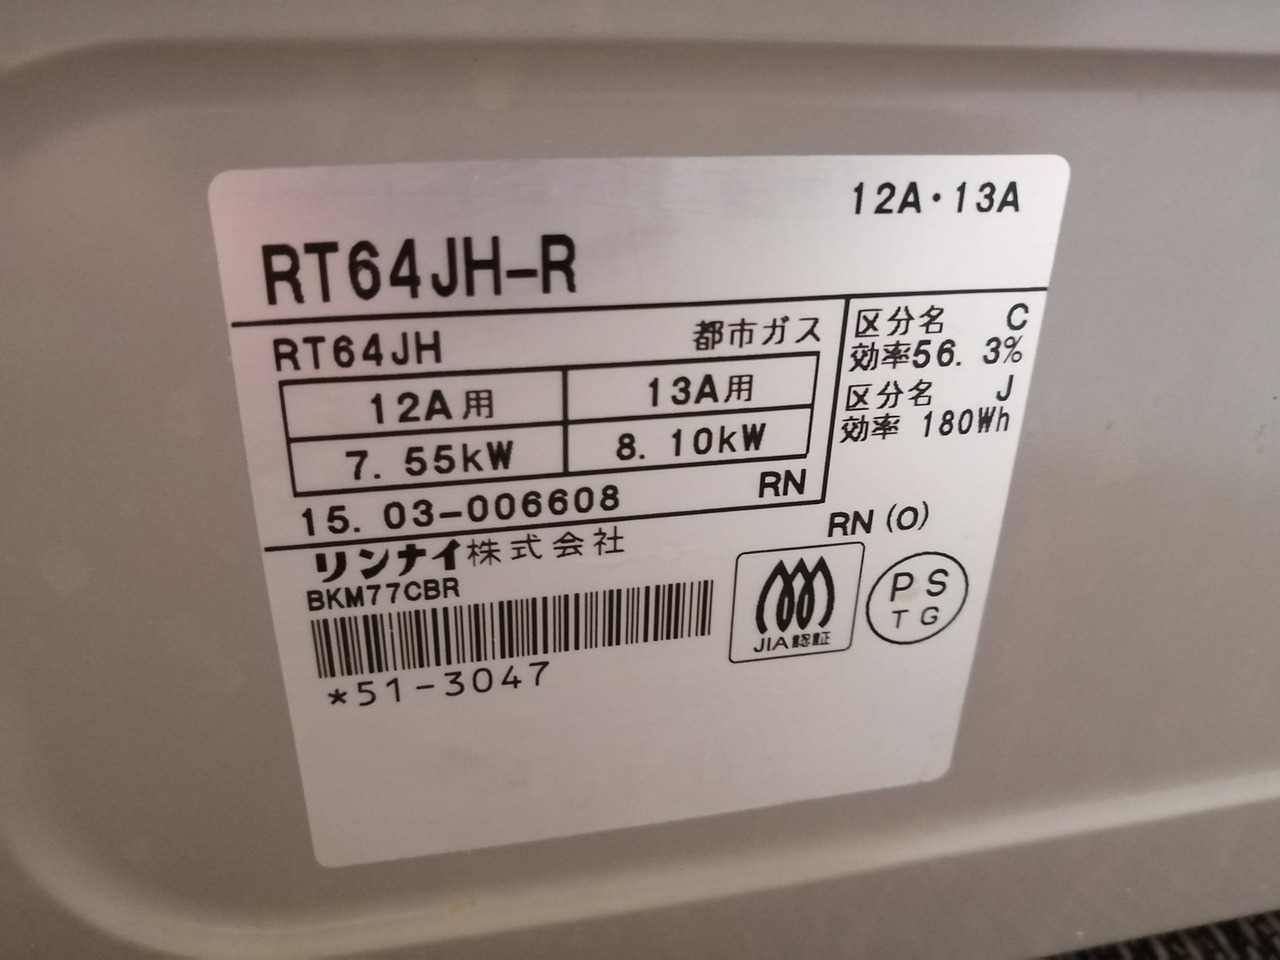 12A・13A
RT64JH-R
RT64JH 都市ガス
12A用 13A用
7.55kW 8.10kW
15.03-006608 RN
区分名 C
効率56.3%
区分名 J
効率 180Wh
RN(O)
リンナイ株式会社
BKM77CBR
*51-3047
JIA認証
PS
TG